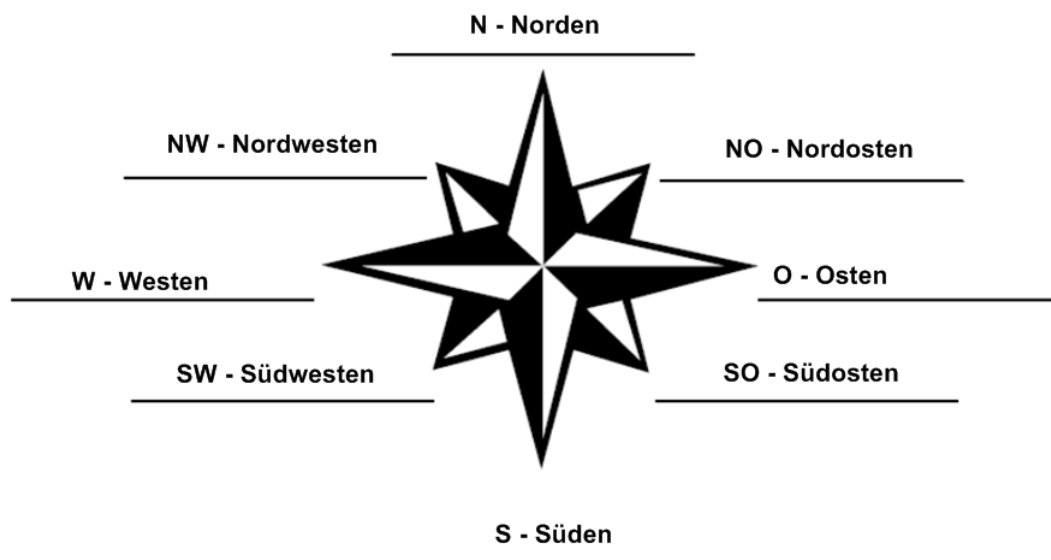 N - Norden
NW - Nordwesten
NO - Nordosten
W - Westen
O - Osten
SW - Südwesten
SO - Südosten
S - Süden